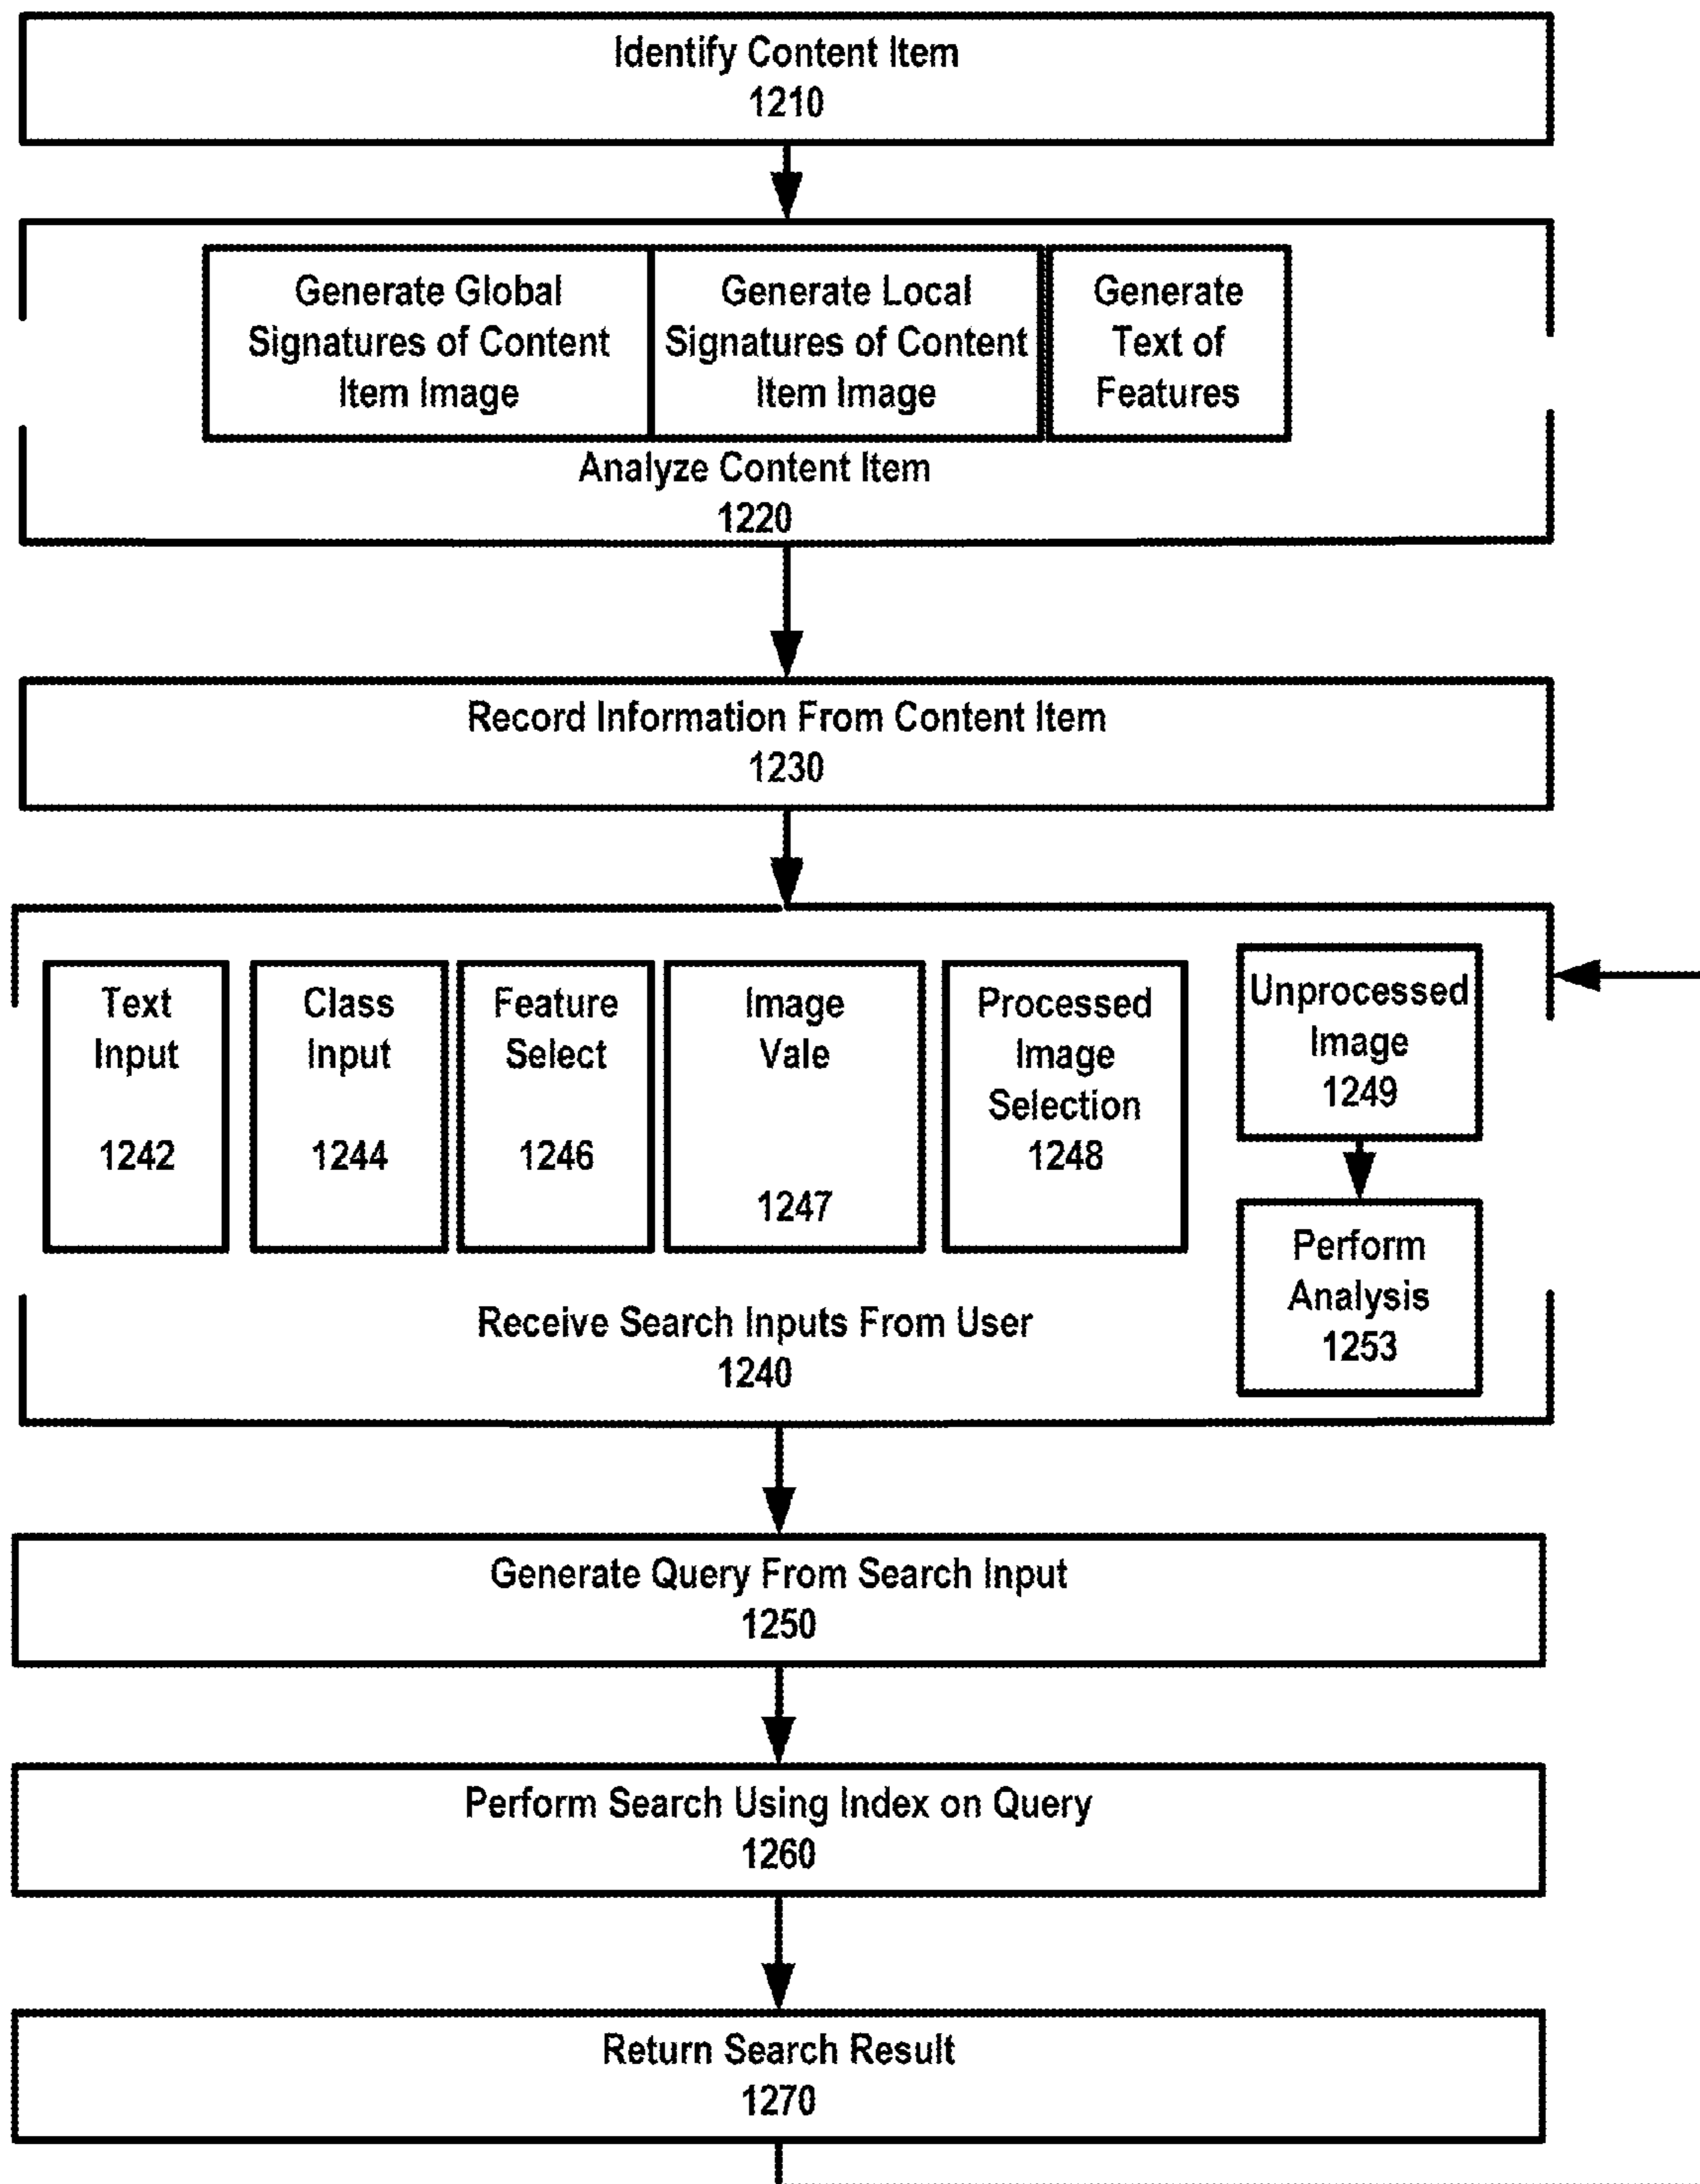 Identify Content Item
1210
Generate Global
Signatures of Content
Item Image
Generate Local
Signatures of Content
Item Image
Generate
Text of
Features
Analyze Content Item
1220
Record Information From Content Item
1230
Text
Input
1242
Class
Input
1244
Feature
Select
1246
Image
Vale
1247
Processed
Image
Selection
1248
Unprocessed
Image
1249
Perform
Analysis
1253
Receive Search Inputs From User
1240
Generate Query From Search Input
1250
Perform Search Using Index on Query
1260
Return Search Result
1270